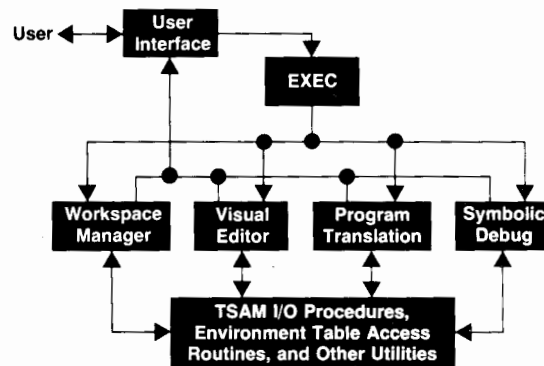 User
User
Interface
EXEC
Workspace
Manager
Visual
Editor
Program
Translation
Symbolic
Debug
TSAM I/O Procedures,
Environment Table Access
Routines, and Other Utilities